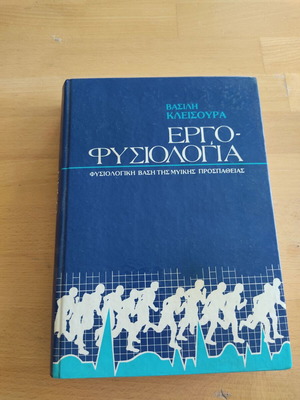 ΒΑΣΙΛΗ
ΚΛΕΙΣΟΥΡΑ
ΕΡΓΟ-
ΦΥΣΙΟΛΟΓΙΑ
ΦΥΣΙΟΛΟΓΙΚΗ ΒΑΣΗ ΤΗΣ ΜΥΙΚΗΣ ΠΡΟΣΠΑΘΕΙΑΣ